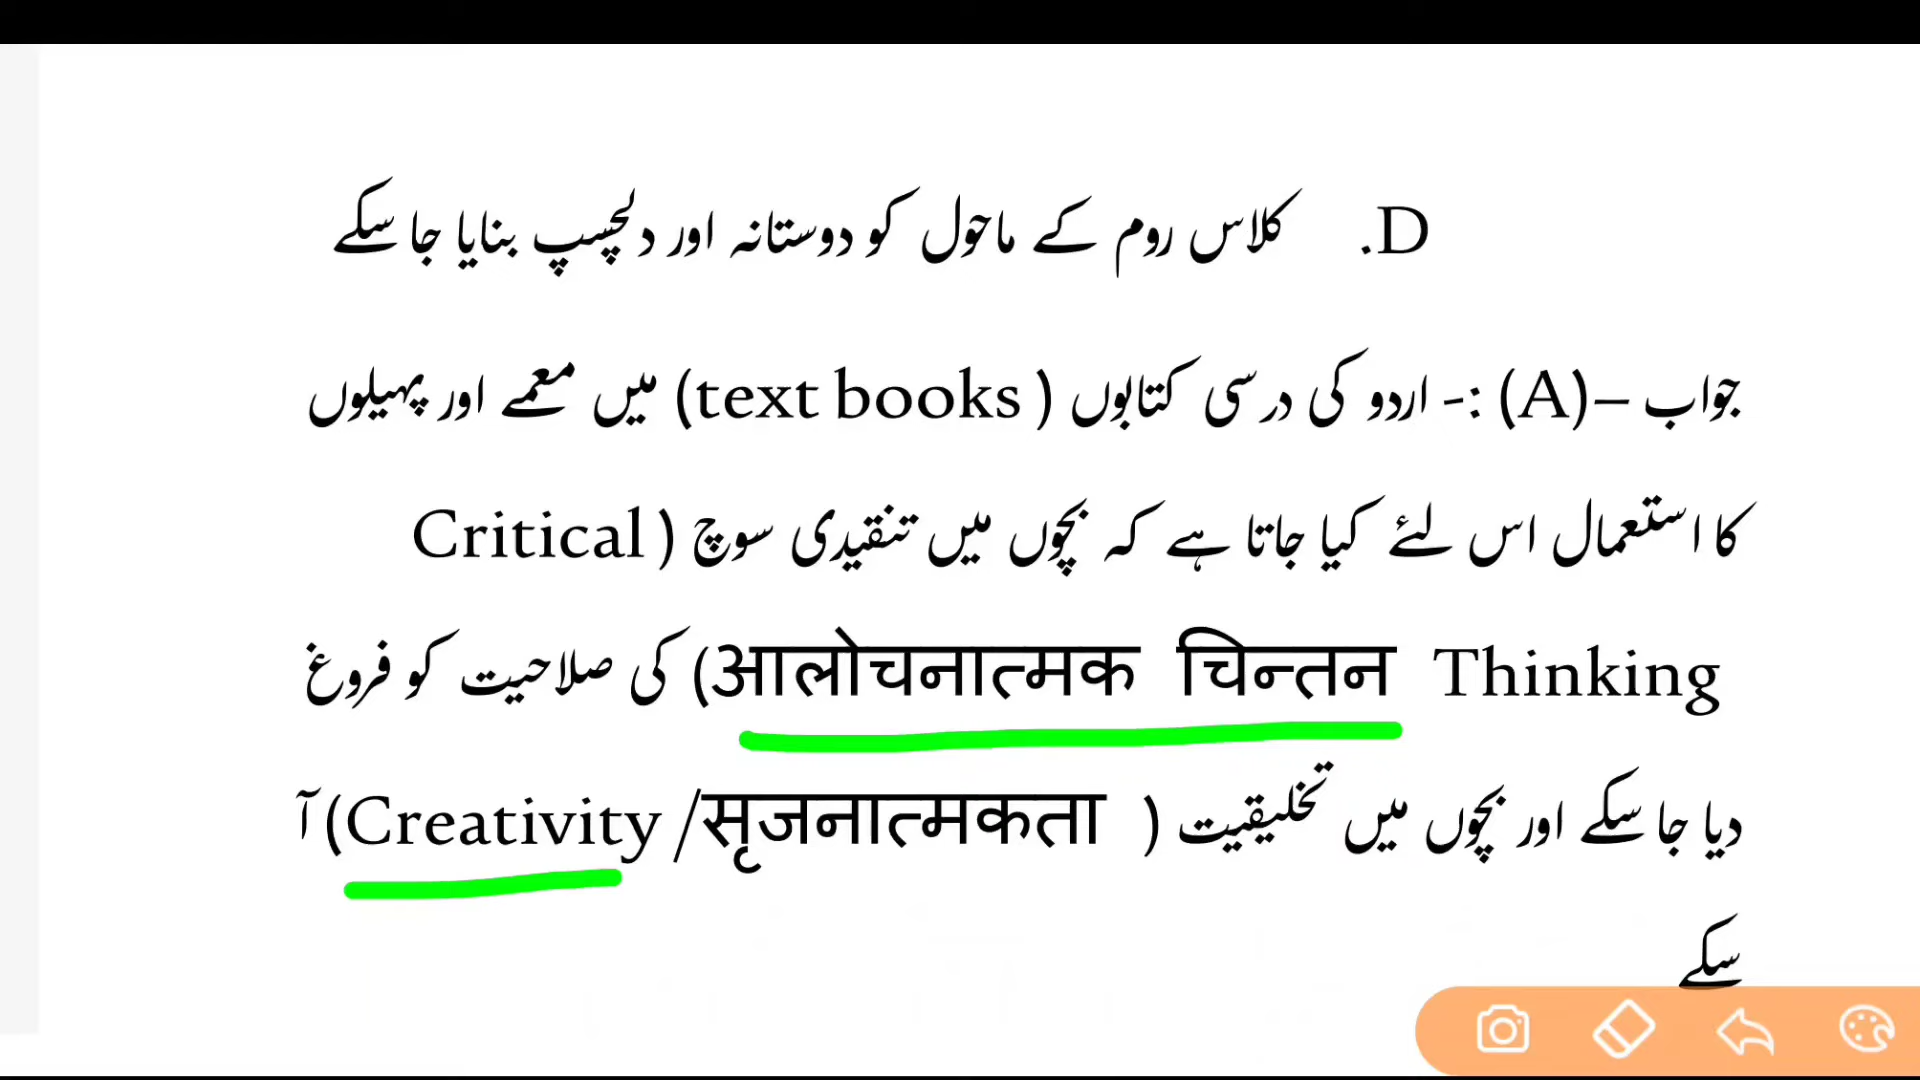 D. کلاس روم کے ماحول کو دوستانہ اور دلچسپ بنایا جا سکے
جواب –(A) :- اردو کی درسی کتابوں ( text books) میں معمے اور پہیلوں
کا استعمال اس لئے کیا جاتا ہے کہ بچوں میں تنقیدی سوچ ( Critical
Thinking आलोचनात्मक चिन्तन) کی صلاحیت کو فروغ
دیا جا سکے اور بچوں میں تخلیقیت ( सृजनात्मकता/ Creativity) آ
سکے